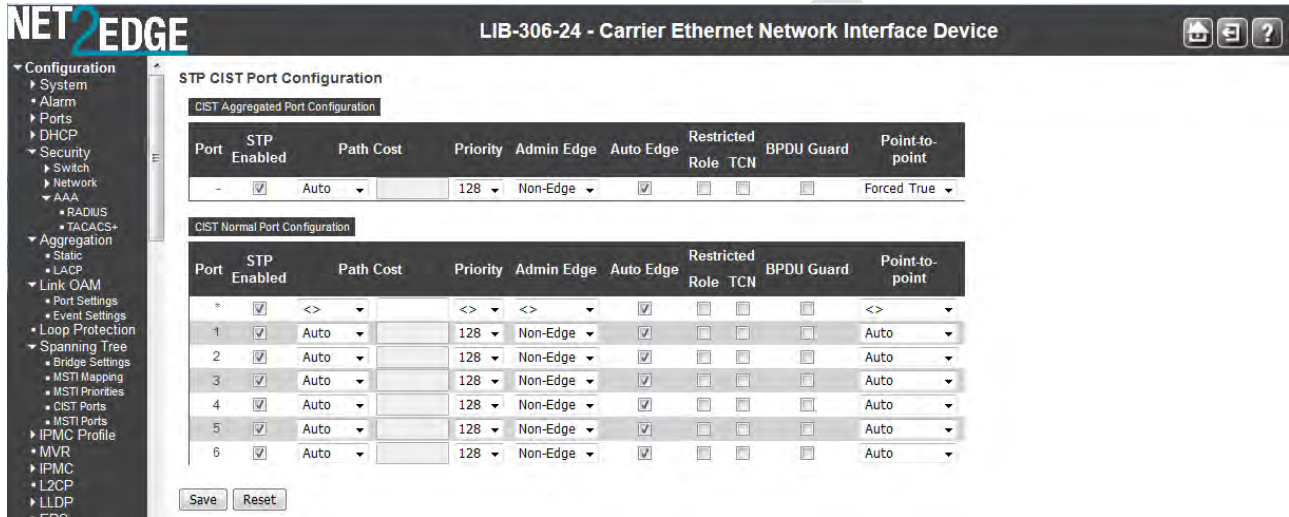 NET2EDGE
LIB-306-24 - Carrier Ethernet Network Interface Device
Configuration
System
Alarm
Ports
DHCP
Security
Switch
Network
AAA
RADIUS
TACACS+
Aggregation
Static
LACP
Link OAM
Port Settings
Event Settings
Loop Protection
Spanning Tree
Bridge Settings
MSTI Mapping
MSTI Priorities
CIST Ports
MSTI Ports
IPMC Profile
MVR
IPMC
L2CP
LLDP
STP CIST Port Configuration
CIST Aggregated Port Configuration
Port STP Enabled Path Cost Priority Admin Edge Auto Edge Restricted Role TCN BPDU Guard Point-to-point
- Auto 128 Non-Edge Forced True
CIST Normal Port Configuration
Port STP Enabled Path Cost Priority Admin Edge Auto Edge Restricted Role TCN BPDU Guard Point-to-point
* <> <> <> <>
1 Auto 128 Non-Edge Auto
2 Auto 128 Non-Edge Auto
3 Auto 128 Non-Edge Auto
4 Auto 128 Non-Edge Auto
5 Auto 128 Non-Edge Auto
6 Auto 128 Non-Edge Auto
Save Reset